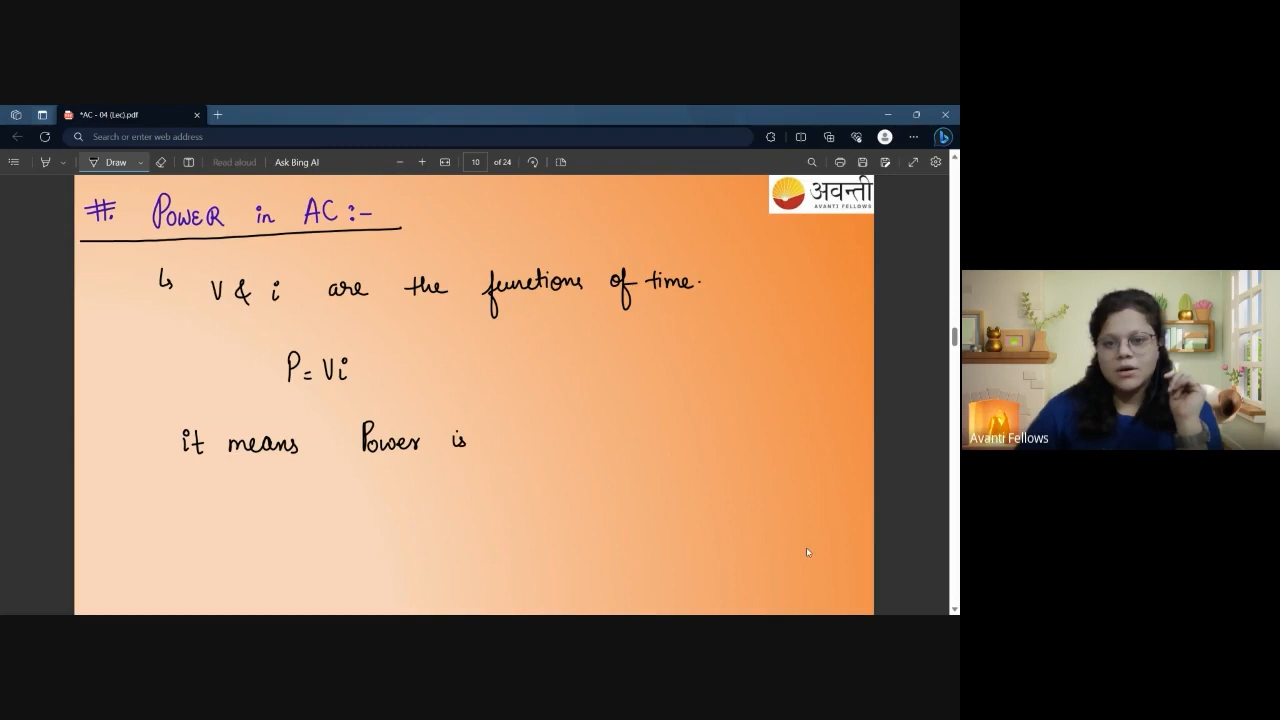 *AC - 04 (Lec).pdf
Search or enter web address
Draw
Read aloud
Ask Bing AI
10
of 24
#. POWER in AC :-
अवन्ती
AVANTI FELLOWS
↳ V & i are the functions of time.
P = Vi
it means Power is
Avanti Fellows